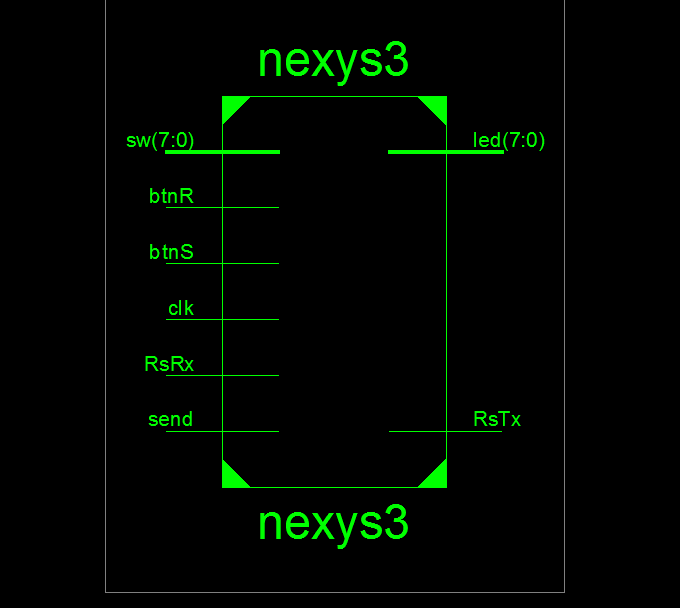 nexys3
sw(7:0)
led(7:0)
btnR
btnS
clk
RsRx
send
RsTx
nexys3